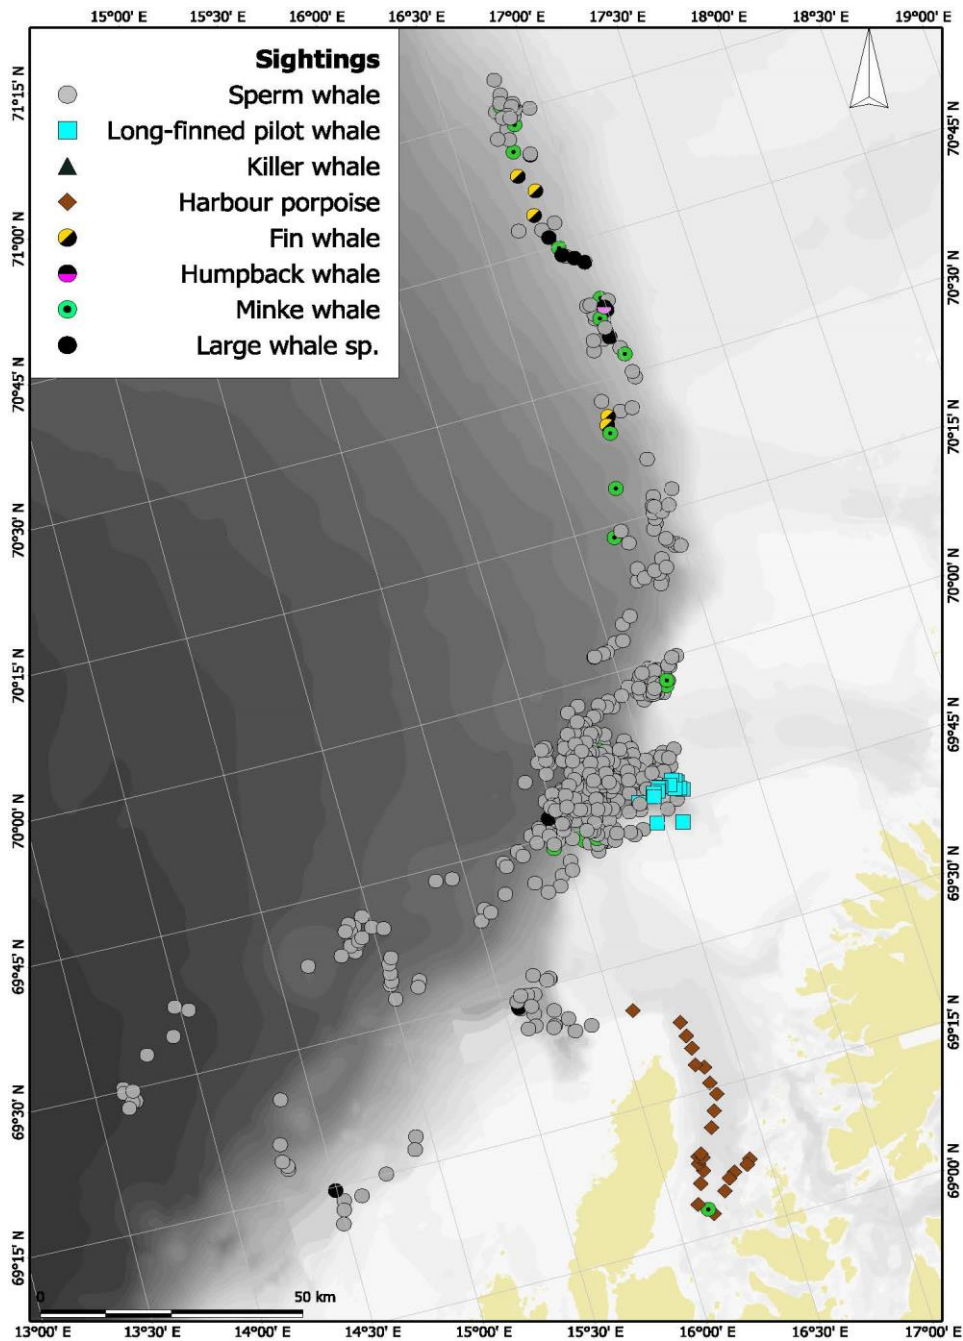 15°00' E 15°30' E 16°00' E 16°30' E 17°00' E 17°30' E 18°00' E 19°00' E
Sightings
Sperm whale
Long-finned pilot whale
Killer whale
Harbour porpoise
Fin whale
Humpback whale
Minke whale
Large whale sp.
71°15' N
71°00' N
70°45' N
70°30' N
70°15' N
70°00' N
69°45' N
69°30' N
69°15' N
70°45' N
70°30' N
70°15' N
70°00' N
69°45' N
69°30' N
69°15' N
69°00' N
0 50 km
13°00' E 13°30' E 14°00' E 14°30' E 15°00' E 15°30' E 16°00' E 16°30' E 17°00' E